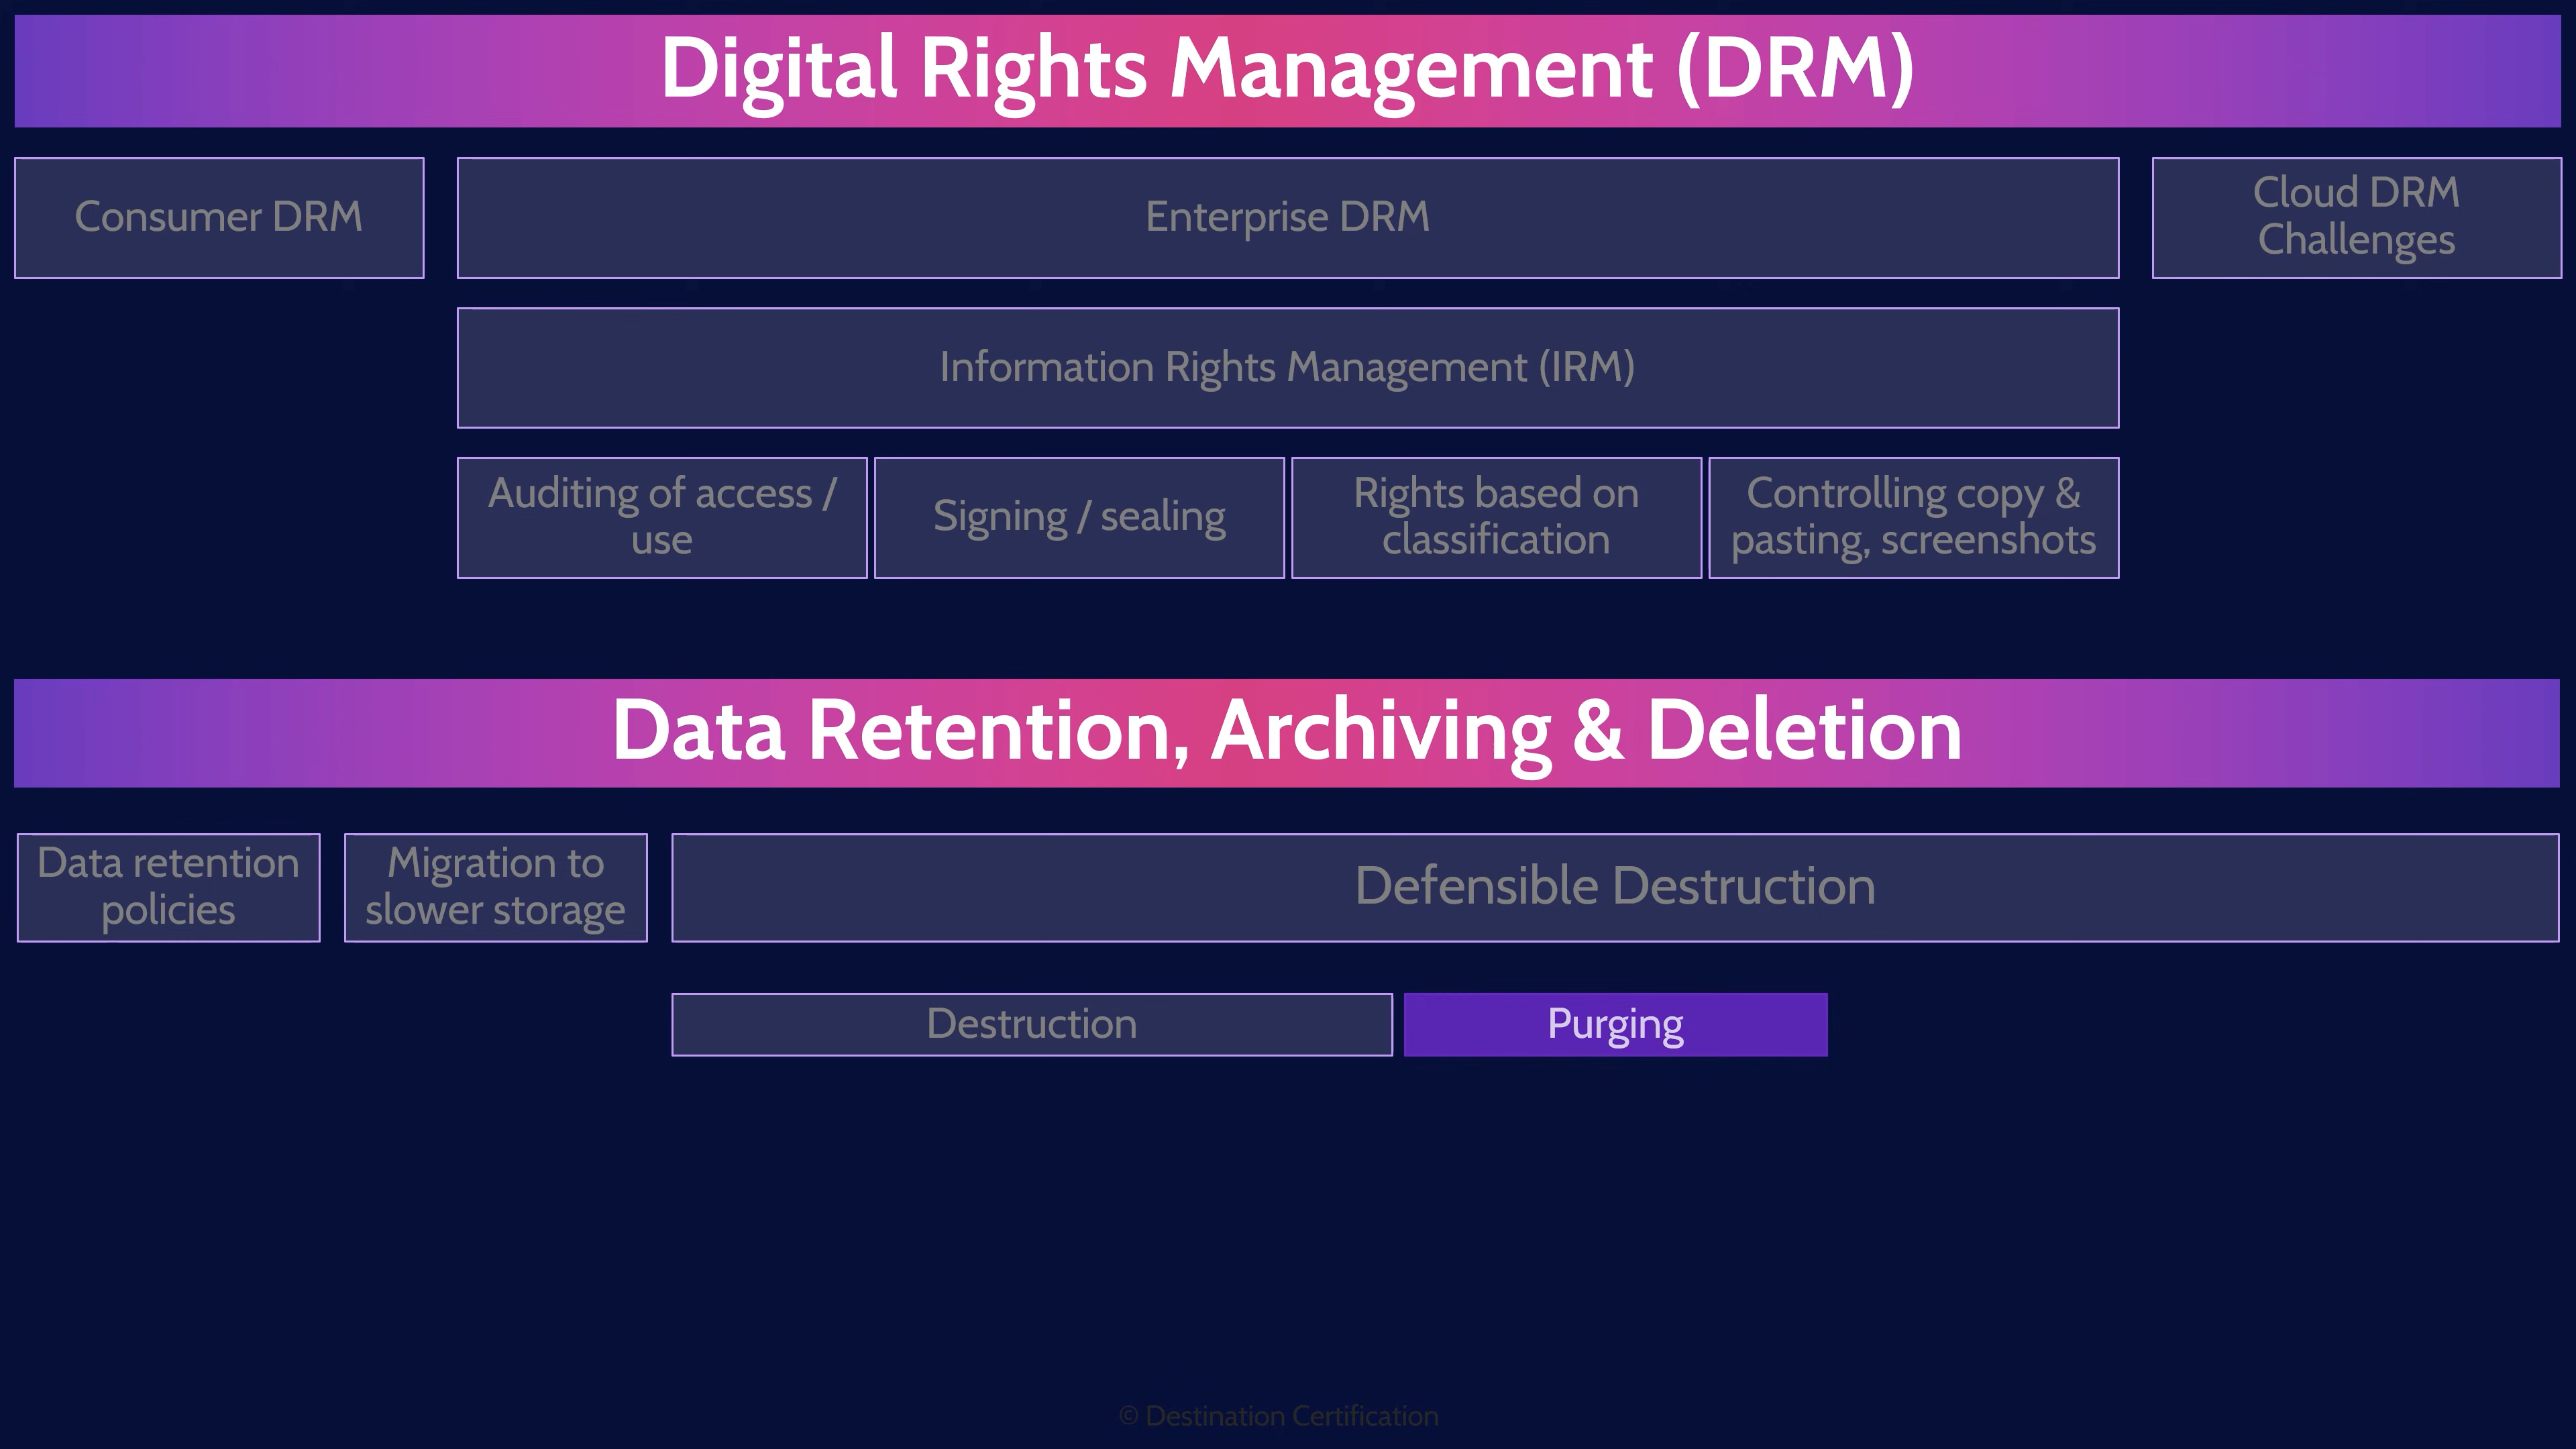 Digital Rights Management (DRM)
Consumer DRM
Enterprise DRM
Cloud DRM
Challenges
Information Rights Management (IRM)
Auditing of access /
use
Signing / sealing
Rights based on
classification
Controlling copy &
pasting, screenshots
Data Retention, Archiving & Deletion
Data retention
policies
Migration to
slower storage
Defensible Destruction
Destruction
Purging
© Destination Certification